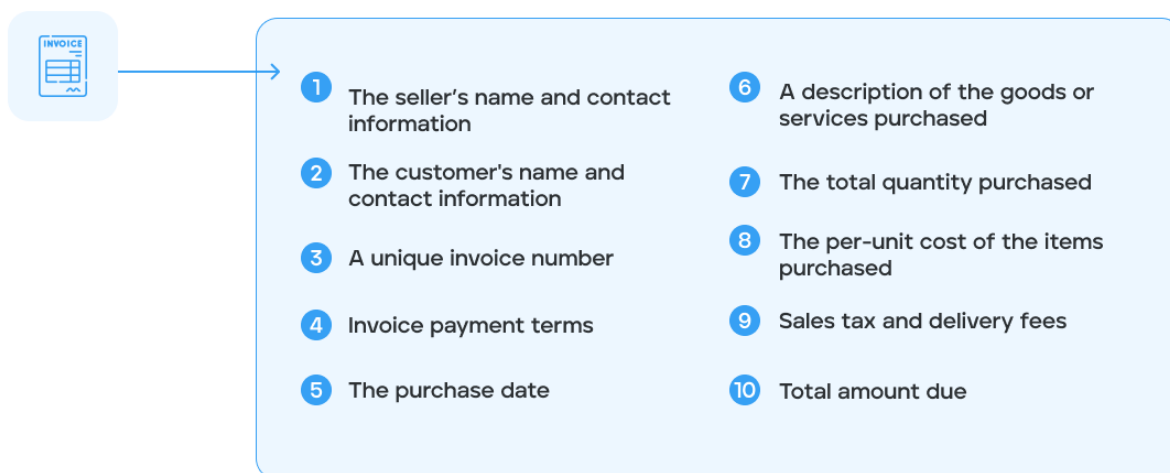 INVOICE
1
The seller’s name and contact
information
2
The customer's name and
contact information
3
A unique invoice number
4
Invoice payment terms
5
The purchase date
6
A description of the goods or
services purchased
7
The total quantity purchased
8
The per-unit cost of the items
purchased
9
Sales tax and delivery fees
10
Total amount due